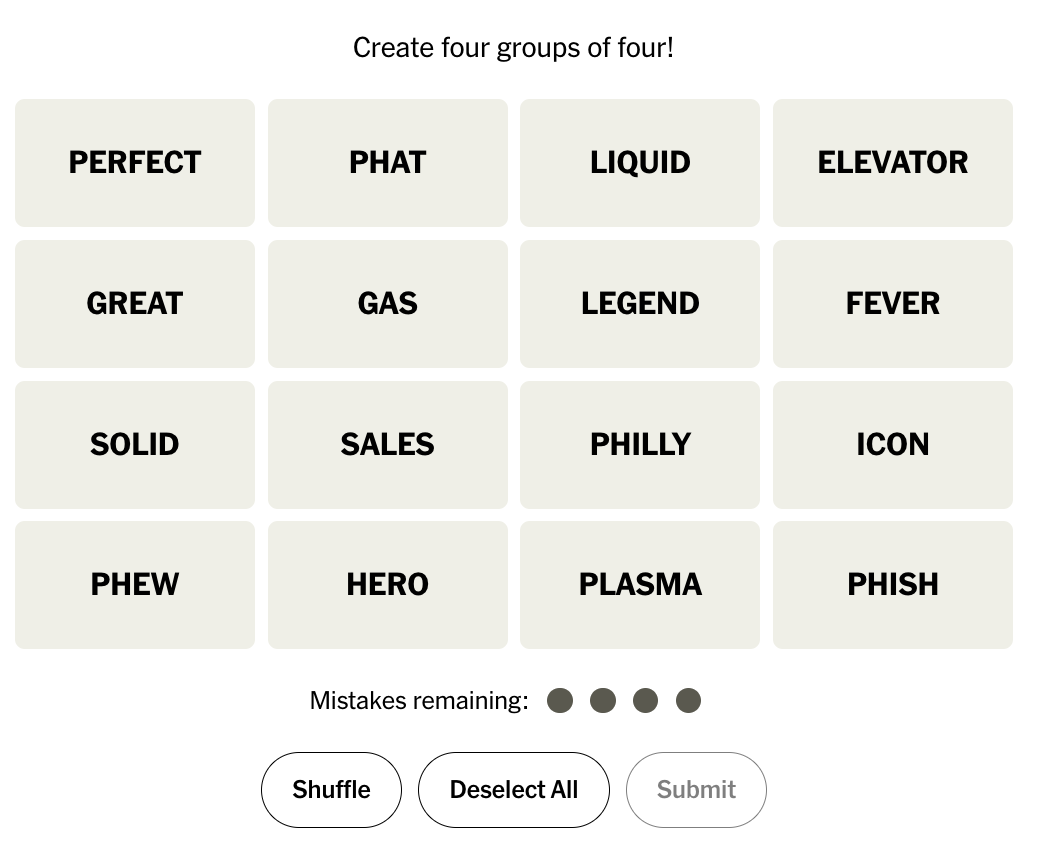 Create four groups of four!
PERFECT PHAT LIQUID ELEVATOR
GREAT GAS LEGEND FEVER
SOLID SALES PHILLY ICON
PHEW HERO PLASMA PHISH
Mistakes remaining:
Shuffle Deselect All Submit